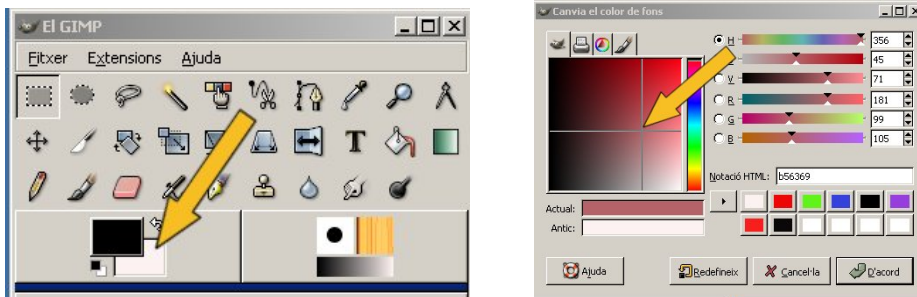 El GIMP
Fitxer Extensions Ajuda
T
Canvia el color de fons
H 356
45
V 71
R 181
G 99
B 105
Notació HTML: b56369
Actual:
Antic:
Ajuda Redefineix Cancel·la D'acord